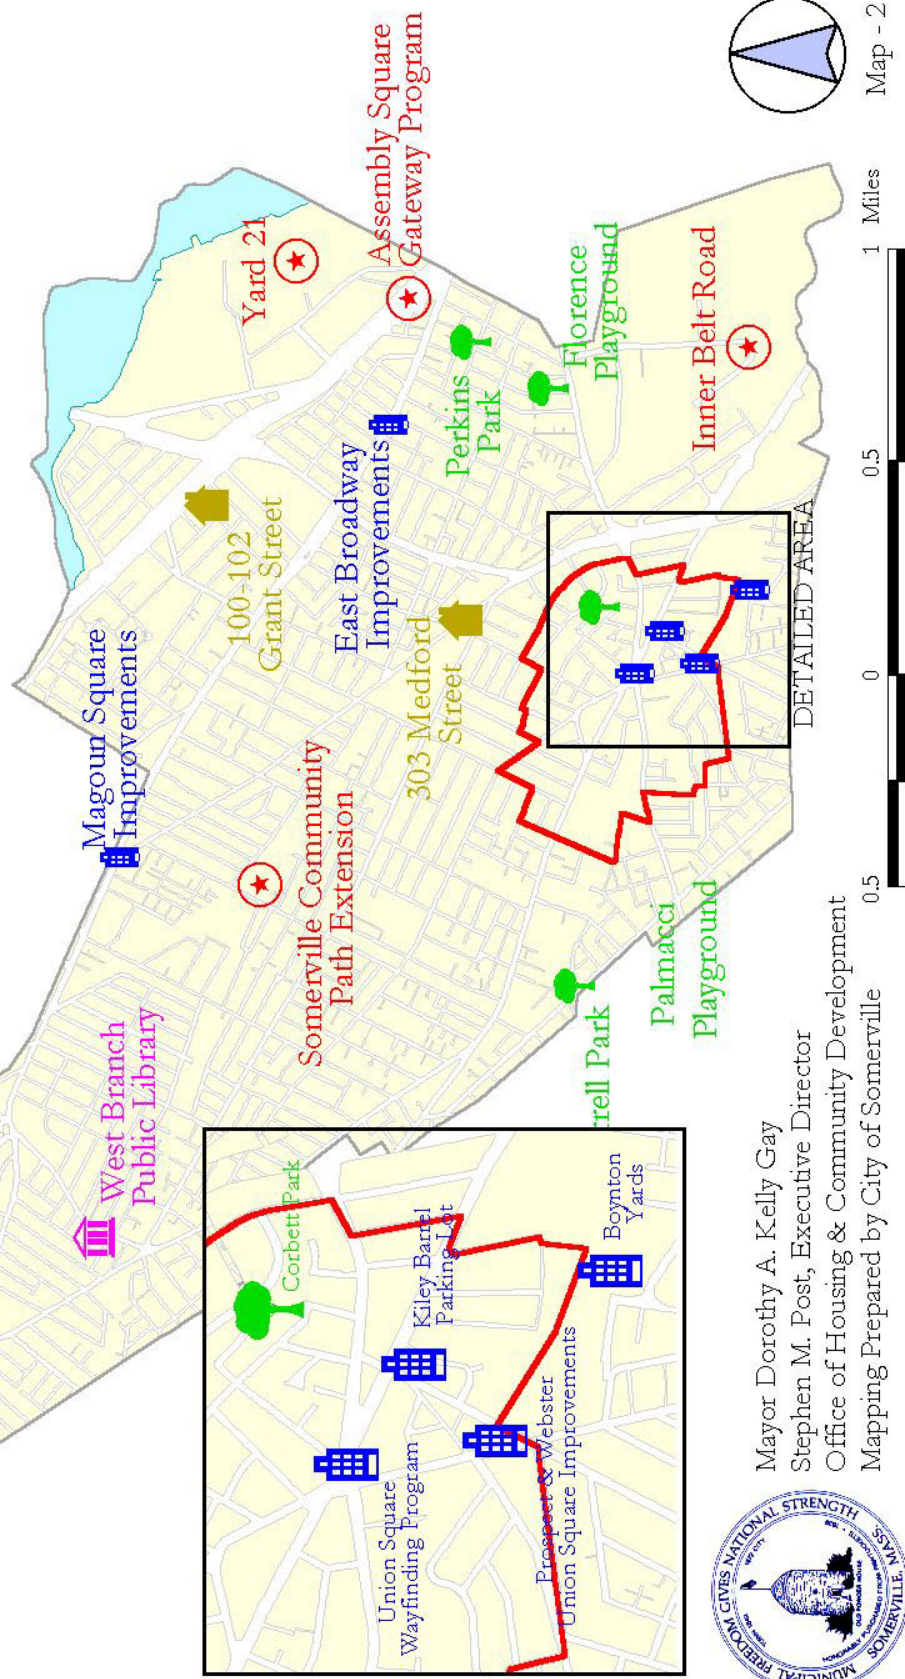 West Branch
Public Library
Magoun Square
Improvements
Somerville Community
Path Extension
100-102
Grant Street
Yard 21
Assembly Square
Gateway Program
East Broadway
Improvements
303 Medford
Street
Perkins
Park
Florence
Playground
Inner Belt Road
rrell Park
Palmacci
Playground
DETAILED AREA
Corbett Park
Union Square
Wayfinding Program
Kiley Barrel
Parking Lot
Prospect & Webster
Union Square Improvements
Boynton
Yards
MUNICIPAL FREEDOM GIVES NATIONAL STRENGTH
SOMERVILLE, MASS.
Mayor Dorothy A. Kelly Gay
Stephen M. Post, Executive Director
Office of Housing & Community Development
Mapping Prepared by City of Somerville
0.5 0 0.5 1 Miles
Map - 2